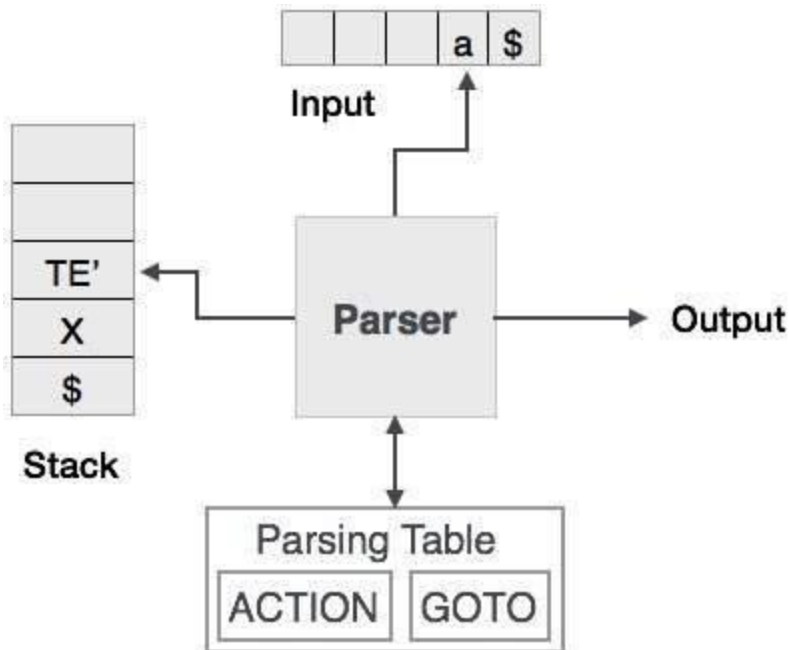 a $
Input
TE’
X
$
Stack
Parser
Output
Parsing Table
ACTION GOTO